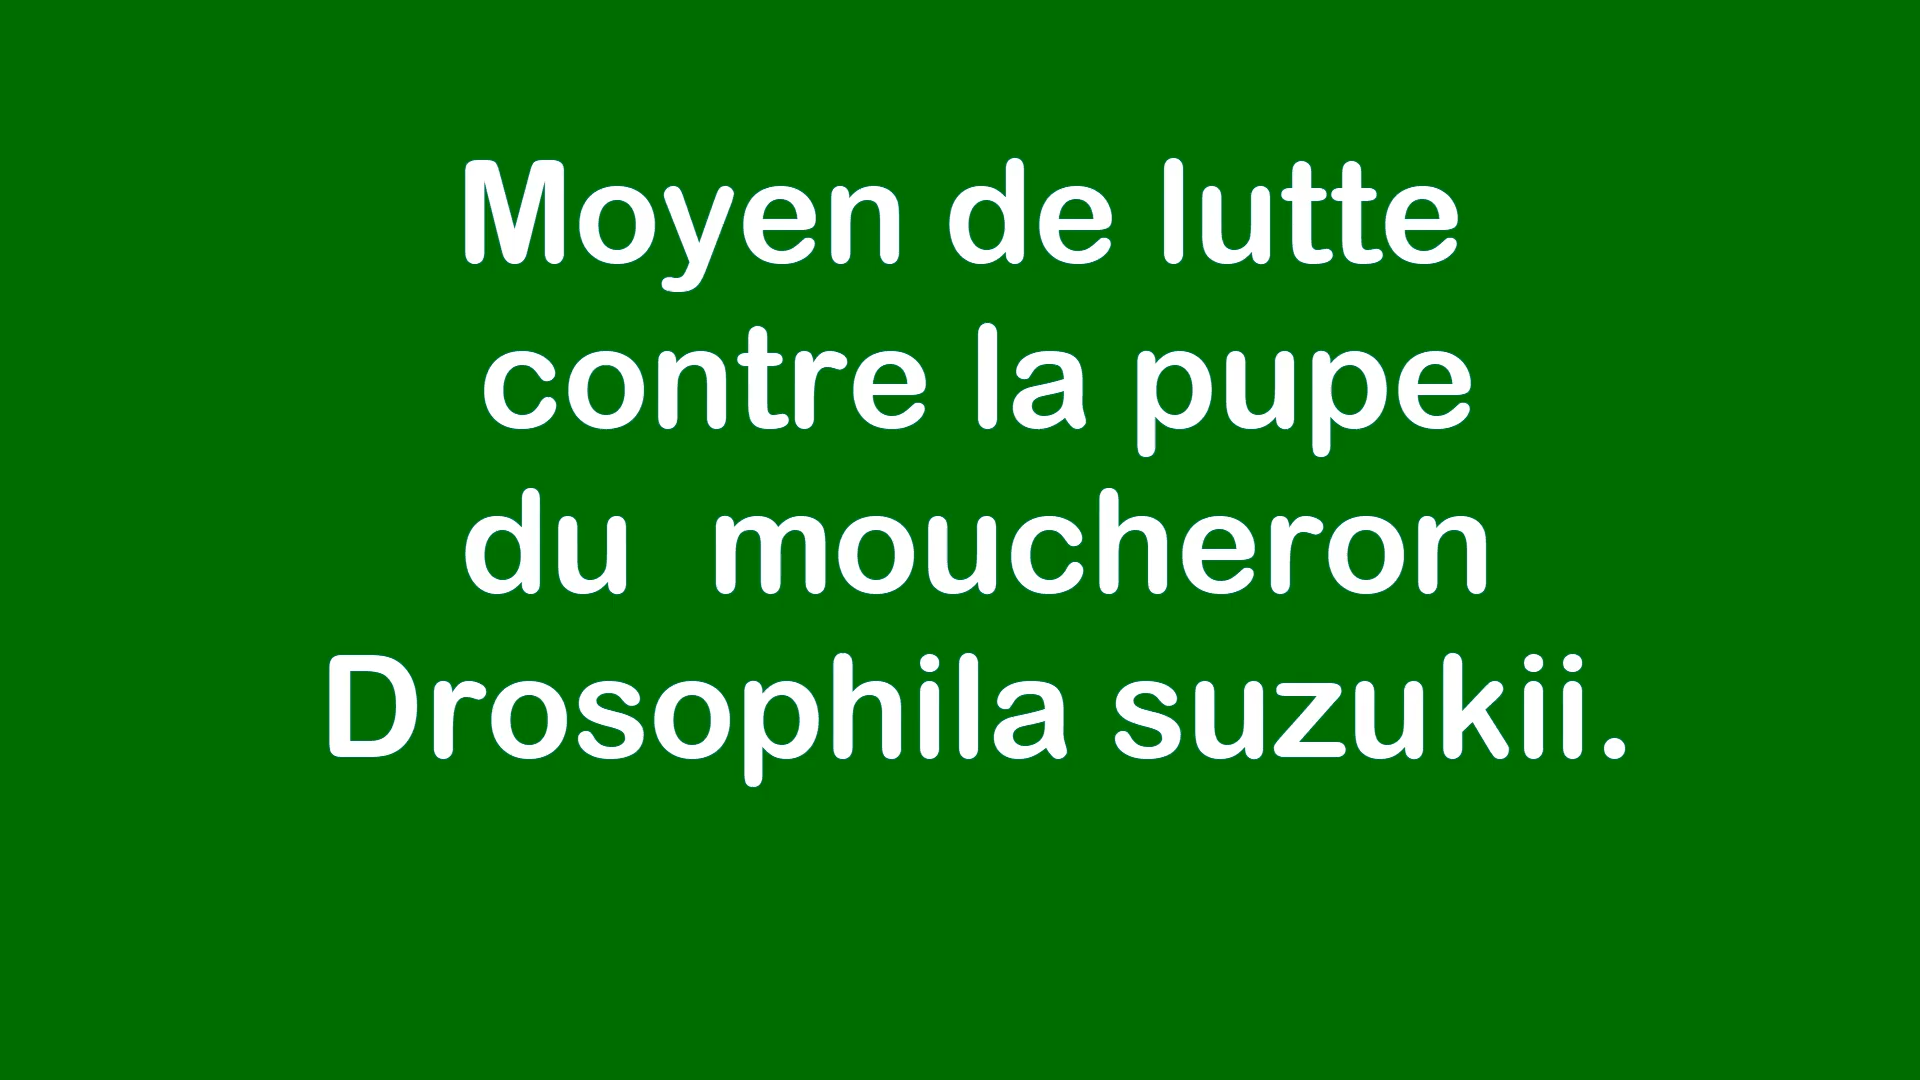 Moyen de lutte
contre la pupe
du  moucheron
Drosophila suzukii.